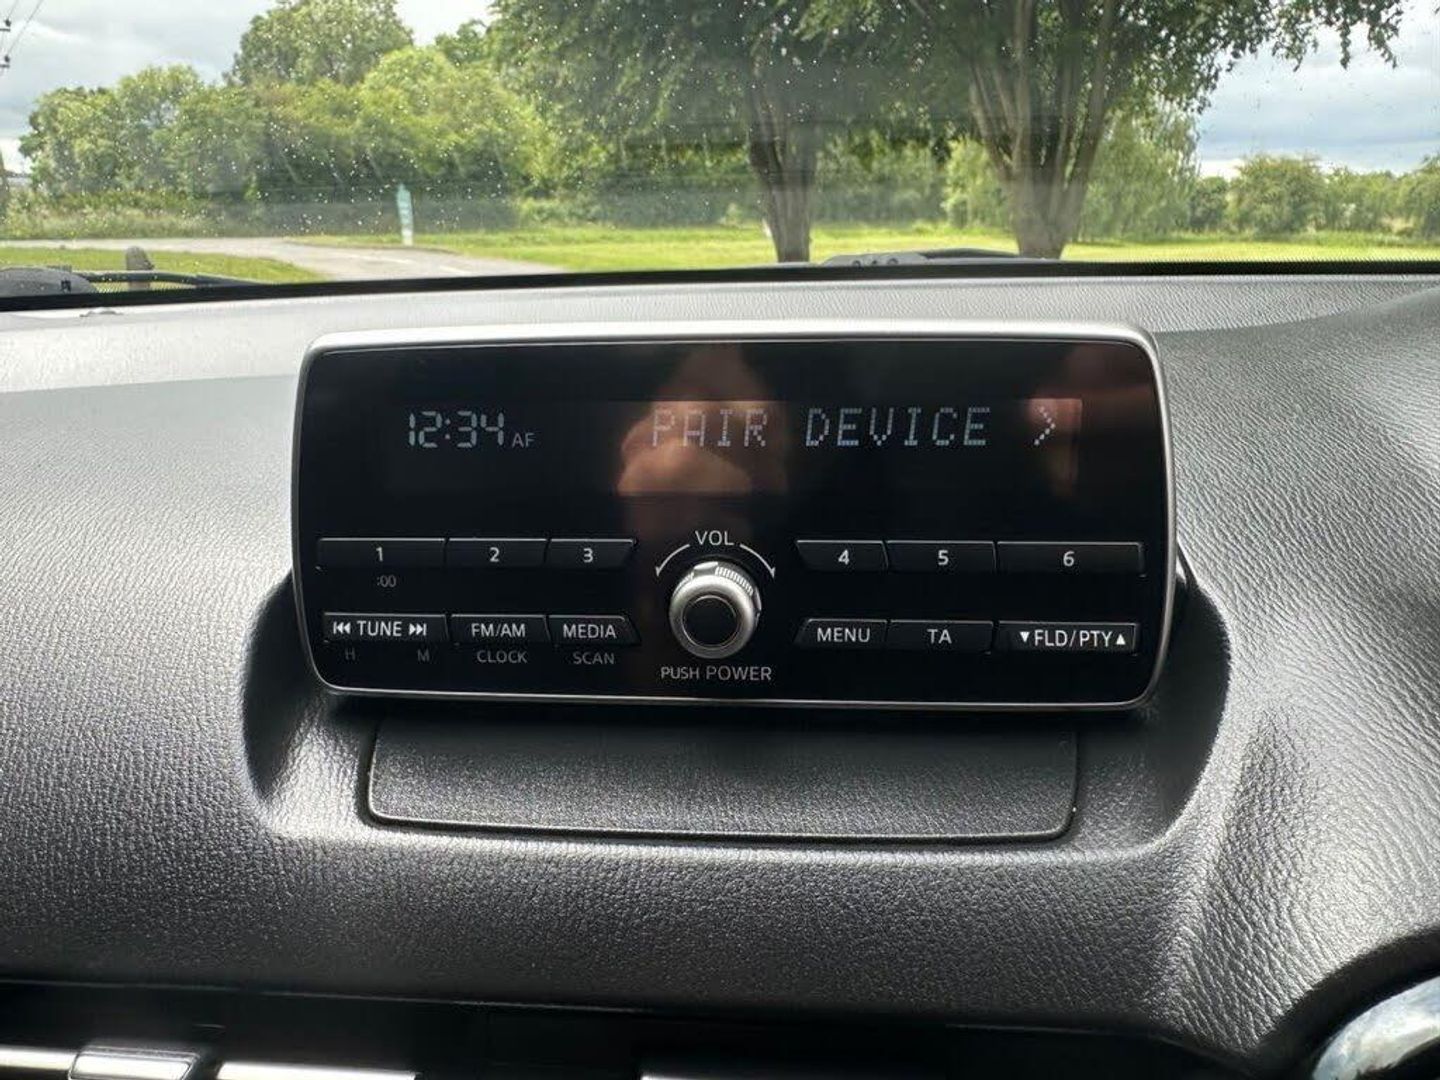 12:34 AF PAIR DEVICE >
VOL
1 2 3 4 5 6
:00
⏮ TUNE ⏭ FM/AM MEDIA MENU TA ▼FLD/PTY▲
H M CLOCK SCAN
PUSH POWER